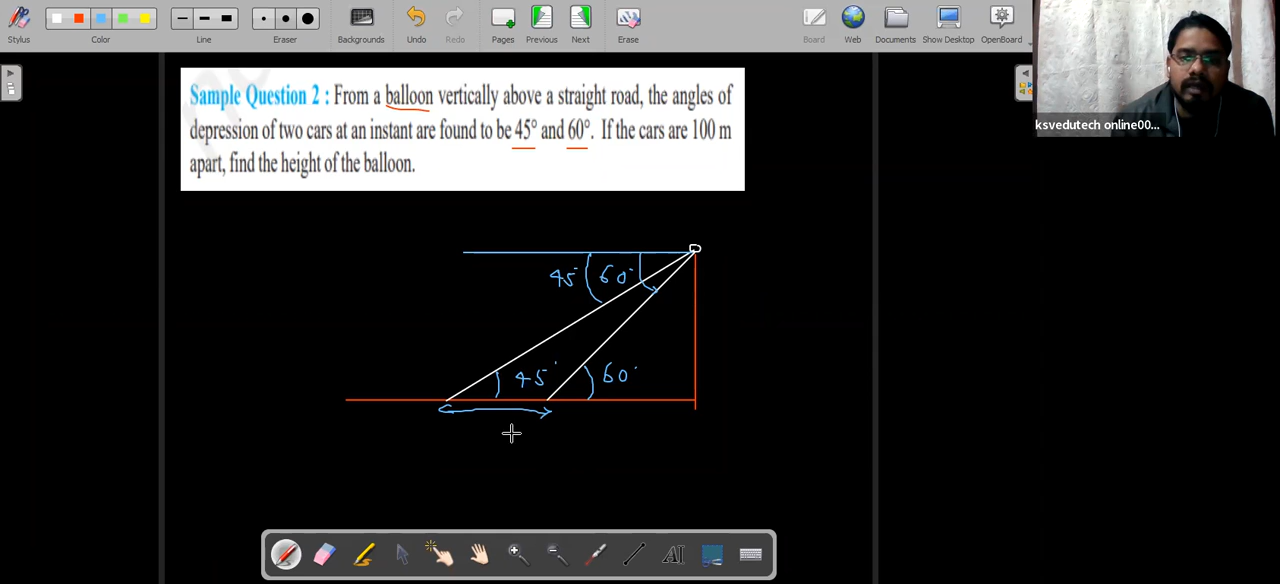 Stylus Color Line Eraser Backgrounds Undo Redo Pages Previous Next Erase Board Web Documents Show Desktop OpenBoard
ksvedutech online00...
Sample Question 2 : From a balloon vertically above a straight road, the angles of
depression of two cars at an instant are found to be 45° and 60°. If the cars are 100 m
apart, find the height of the balloon.
45° 60°
45° 60°
AI